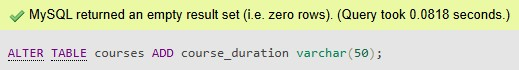 MySQL returned an empty result set (i.e. zero rows). (Query took 0.0818 seconds.)
ALTER TABLE courses ADD course_duration varchar(50);